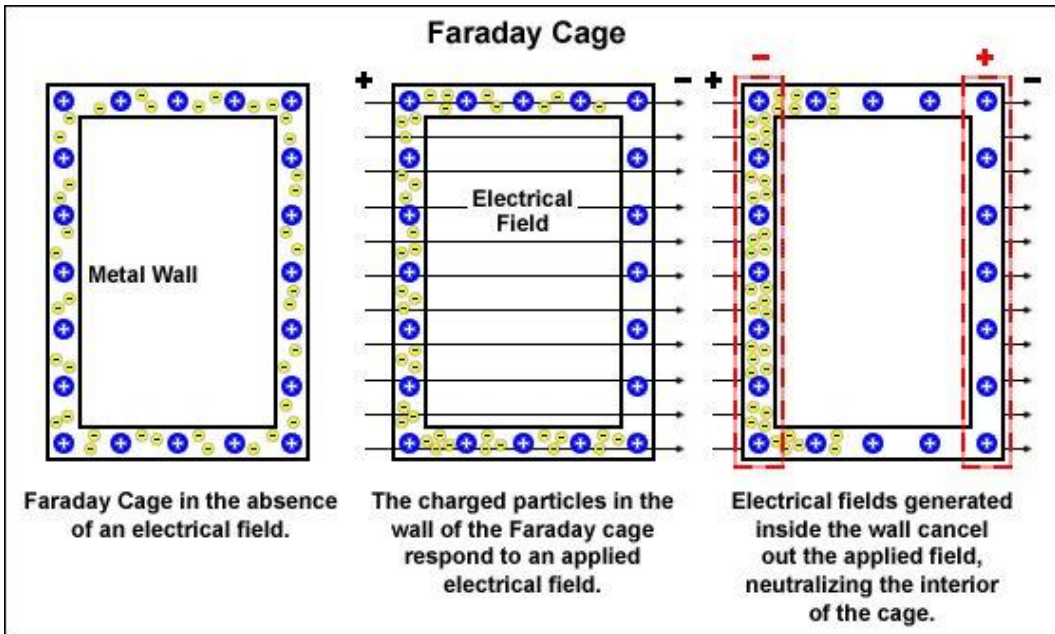 Faraday Cage
Metal Wall
Faraday Cage in the absence
of an electrical field.
+ -
Electrical
Field
The charged particles in the
wall of the Faraday cage
respond to an applied
electrical field.
- +
+ -
Electrical fields generated
inside the wall cancel
out the applied field,
neutralizing the interior
of the cage.